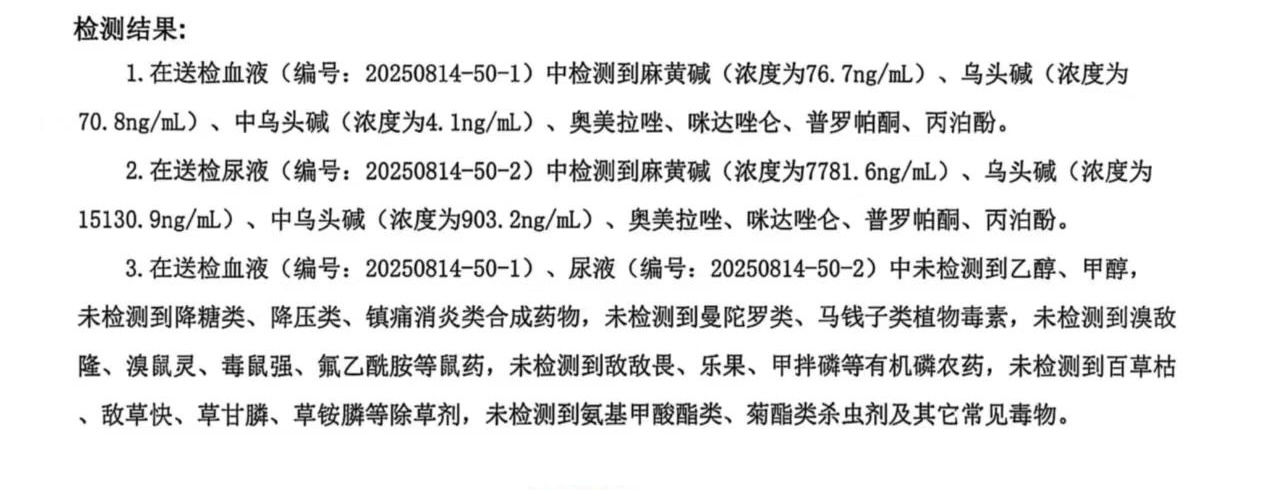 检测结果:
1.在送检血液（编号：20250814-50-1）中检测到麻黄碱（浓度为76.7ng/mL）、乌头碱（浓度为
70.8ng/mL）、中乌头碱（浓度为4.1ng/mL）、奥美拉唑、咪达唑仑、普罗帕酮、丙泊酚。
2.在送检尿液（编号：20250814-50-2）中检测到麻黄碱（浓度为7781.6ng/mL）、乌头碱（浓度为
15130.9ng/mL）、中乌头碱（浓度为903.2ng/mL）、奥美拉唑、咪达唑仑、普罗帕酮、丙泊酚。
3.在送检血液（编号：20250814-50-1）、尿液（编号：20250814-50-2）中未检测到乙醇、甲醇，
未检测到降糖类、降压类、镇痛消炎类合成药物，未检测到曼陀罗类、马钱子类植物毒素，未检测到溴敌
隆、溴鼠灵、毒鼠强、氟乙酰胺等鼠药，未检测到敌敌畏、乐果、甲拌磷等有机磷农药，未检测到百草枯
、敌草快、草甘膦、草铵膦等除草剂，未检测到氨基甲酸酯类、菊酯类杀虫剂及其它常见毒物。